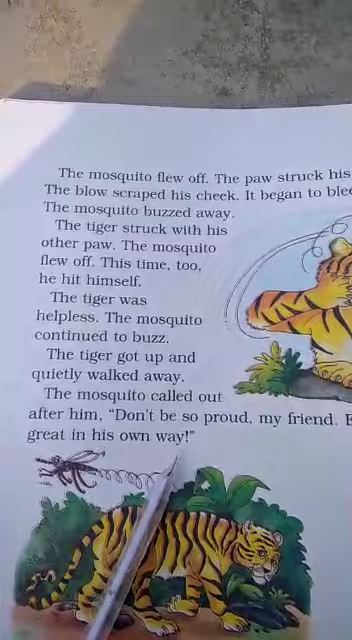 The mosquito flew off. The paw struck his
The blow scraped his cheek. It began to
The mosquito buzzed away.
The tiger struck with his
other paw. The mosquito
flew off. This time, too,
he hit himself.
The tiger was
helpless. The mosquito
continued to buzz.
The tiger got up and
quietly walked away.
The mosquito called out
after him, “Don't be so proud, my friend.
great in his own way!”